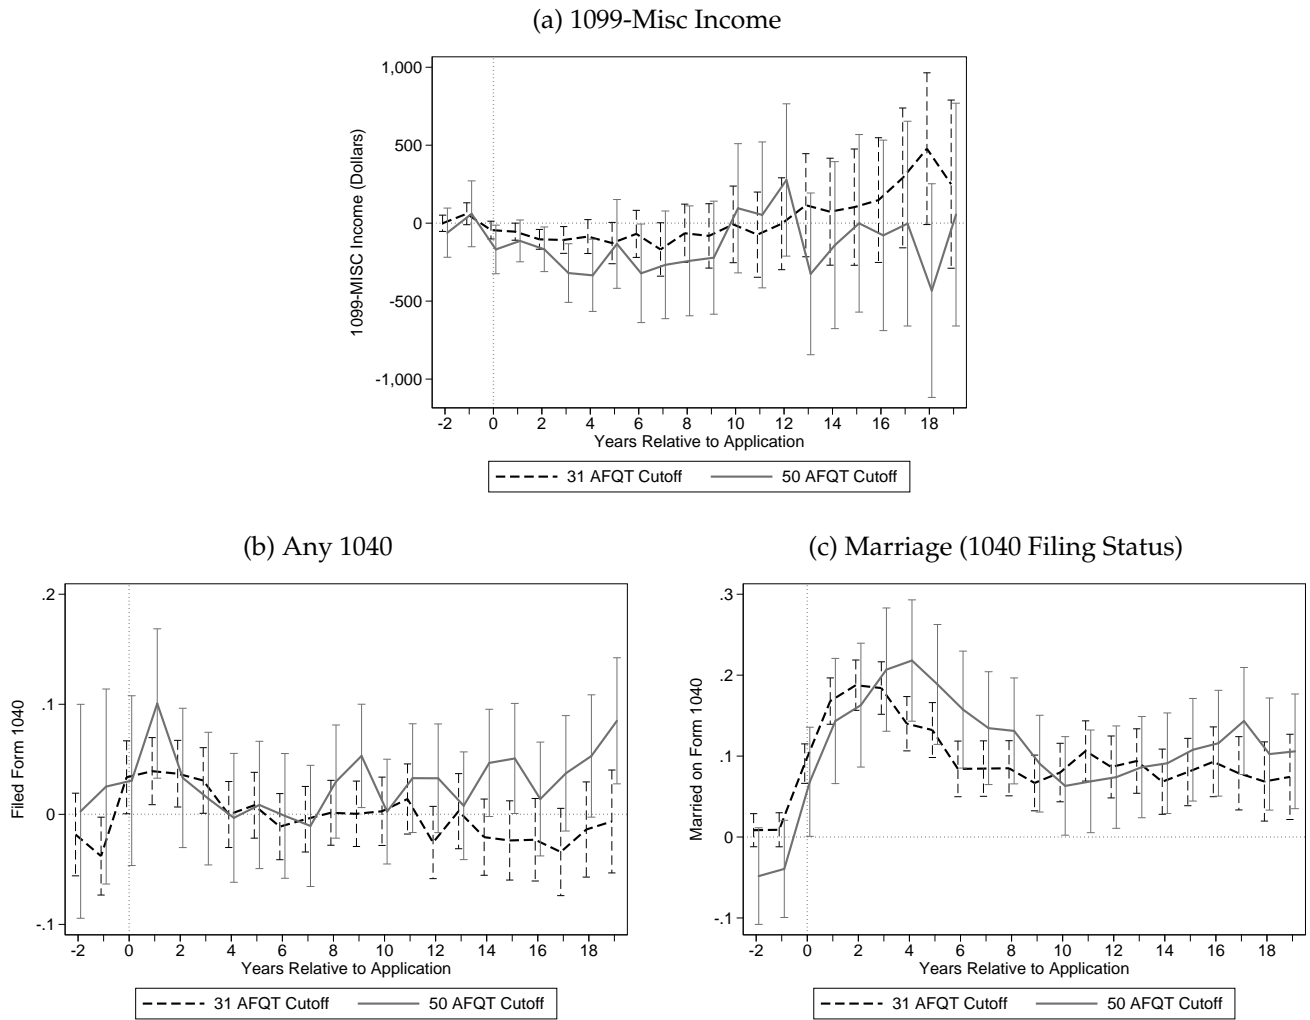 (a) 1099-Misc Income
1,000
500
0
-500
-1,000
1099-MISC Income (Dollars)
-2 0 2 4 6 8 10 12 14 16 18
Years Relative to Application
31 AFQT Cutoff 50 AFQT Cutoff
(b) Any 1040
.2
.1
0
-.1
Filed Form 1040
-2 0 2 4 6 8 10 12 14 16 18
Years Relative to Application
31 AFQT Cutoff 50 AFQT Cutoff
(c) Marriage (1040 Filing Status)
.3
.2
.1
0
-.1
Married on Form 1040
-2 0 2 4 6 8 10 12 14 16 18
Years Relative to Application
31 AFQT Cutoff 50 AFQT Cutoff